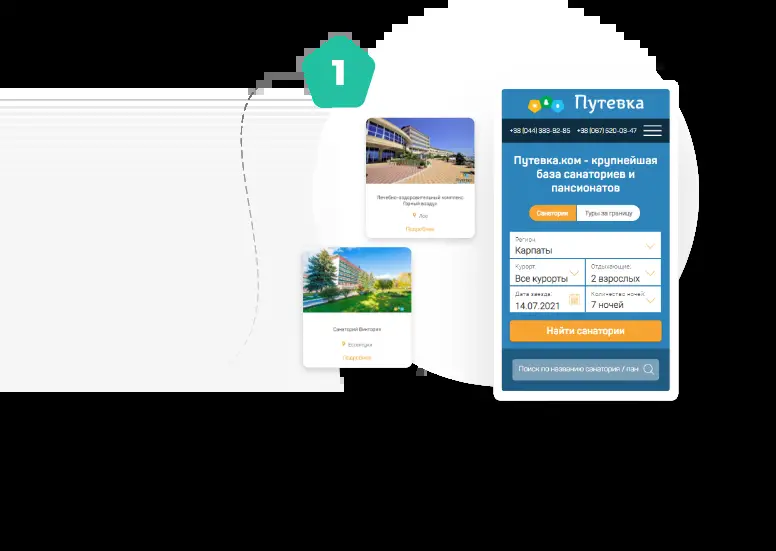 1
Путевка
+38 (044) 383-92-85 +38 (067) 520-03-47
Путевка.ком - крупнейшая
база санаториев и
пансионатов
Санатории Туры за границу
Регион:
Карпаты
Курорт: Отдыхающие:
Все курорты 2 взрослых
Дата заезда: Количество ночей:
14.07.2021 7 ночей
Найти санатории
Поиск по названию санатория / пан
Лечебно-оздоровительный комплекс
Горный воздух
Лоо
Подробнее
Санаторий Виктория
Ессентуки
Подробнее